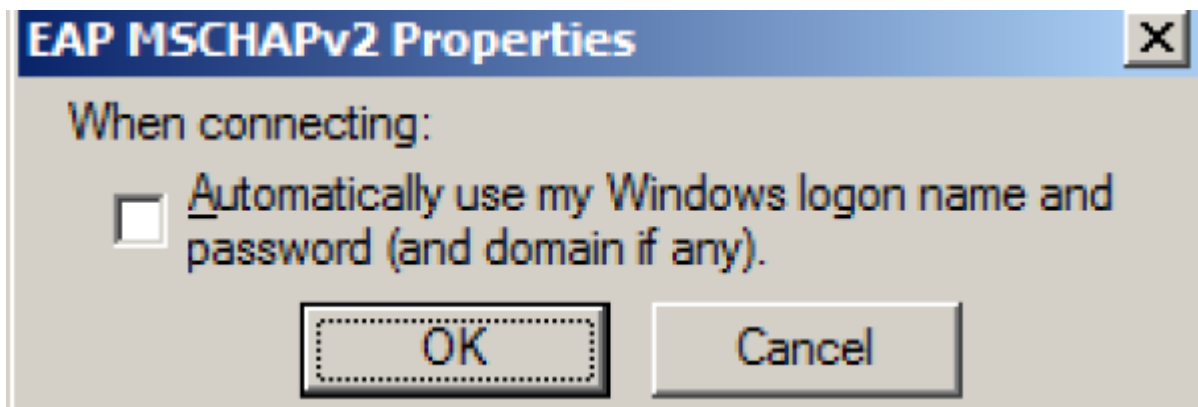 EAP MSCHAPv2 Properties
When connecting:
Automatically use my Windows logon name and
password (and domain if any).
OK Cancel